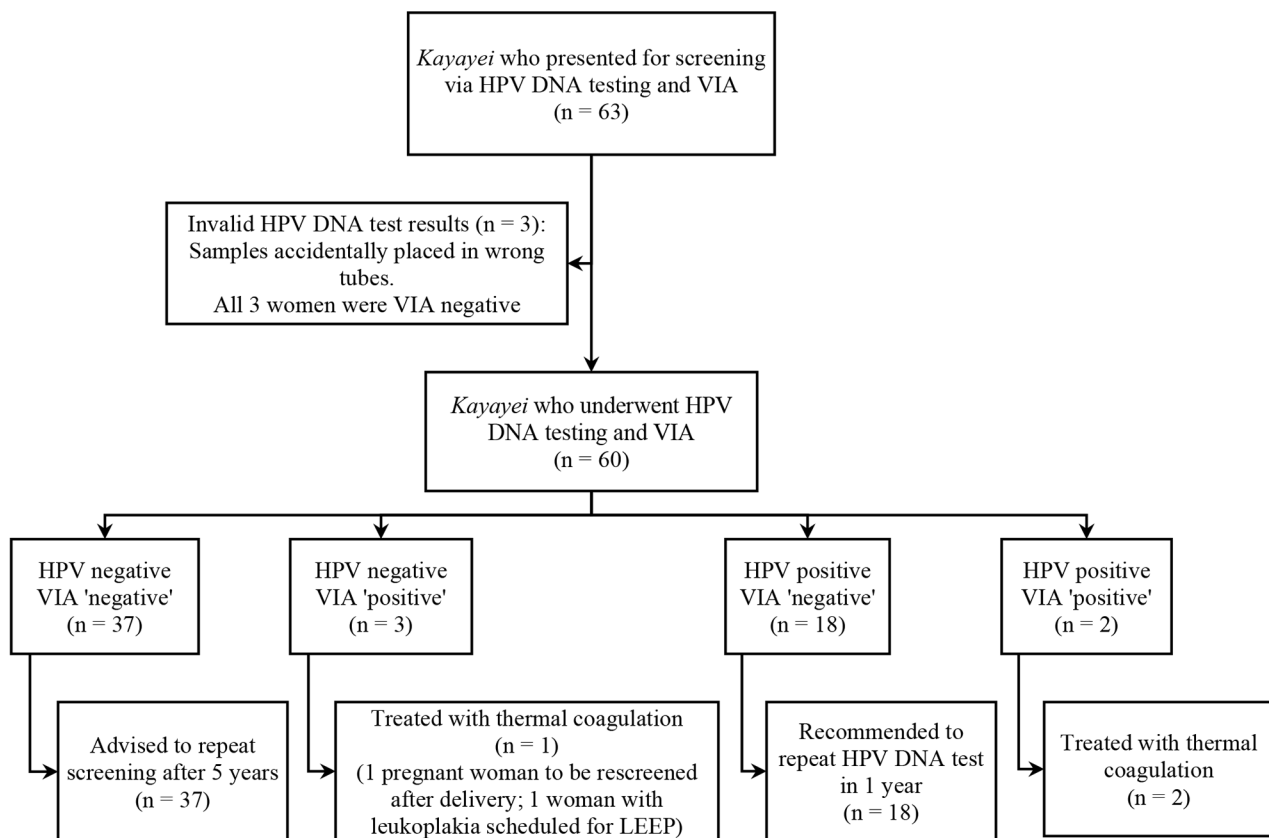 Kayayei who presented for screening
via HPV DNA testing and VIA
(n = 63)
Invalid HPV DNA test results (n = 3):
Samples accidentally placed in wrong
tubes.
All 3 women were VIA negative
Kayayei who underwent HPV
DNA testing and VIA
(n = 60)
HPV negative
VIA 'negative'
(n = 37)
HPV negative
VIA 'positive'
(n = 3)
HPV positive
VIA 'negative'
(n = 18)
HPV positive
VIA 'positive'
(n = 2)
Advised to repeat
screening after 5 years
(n = 37)
Treated with thermal coagulation
(n = 1)
(1 pregnant woman to be rescreened
after delivery; 1 woman with
leukoplakia scheduled for LEEP)
Recommended to
repeat HPV DNA test
in 1 year
(n = 18)
Treated with thermal
coagulation
(n = 2)